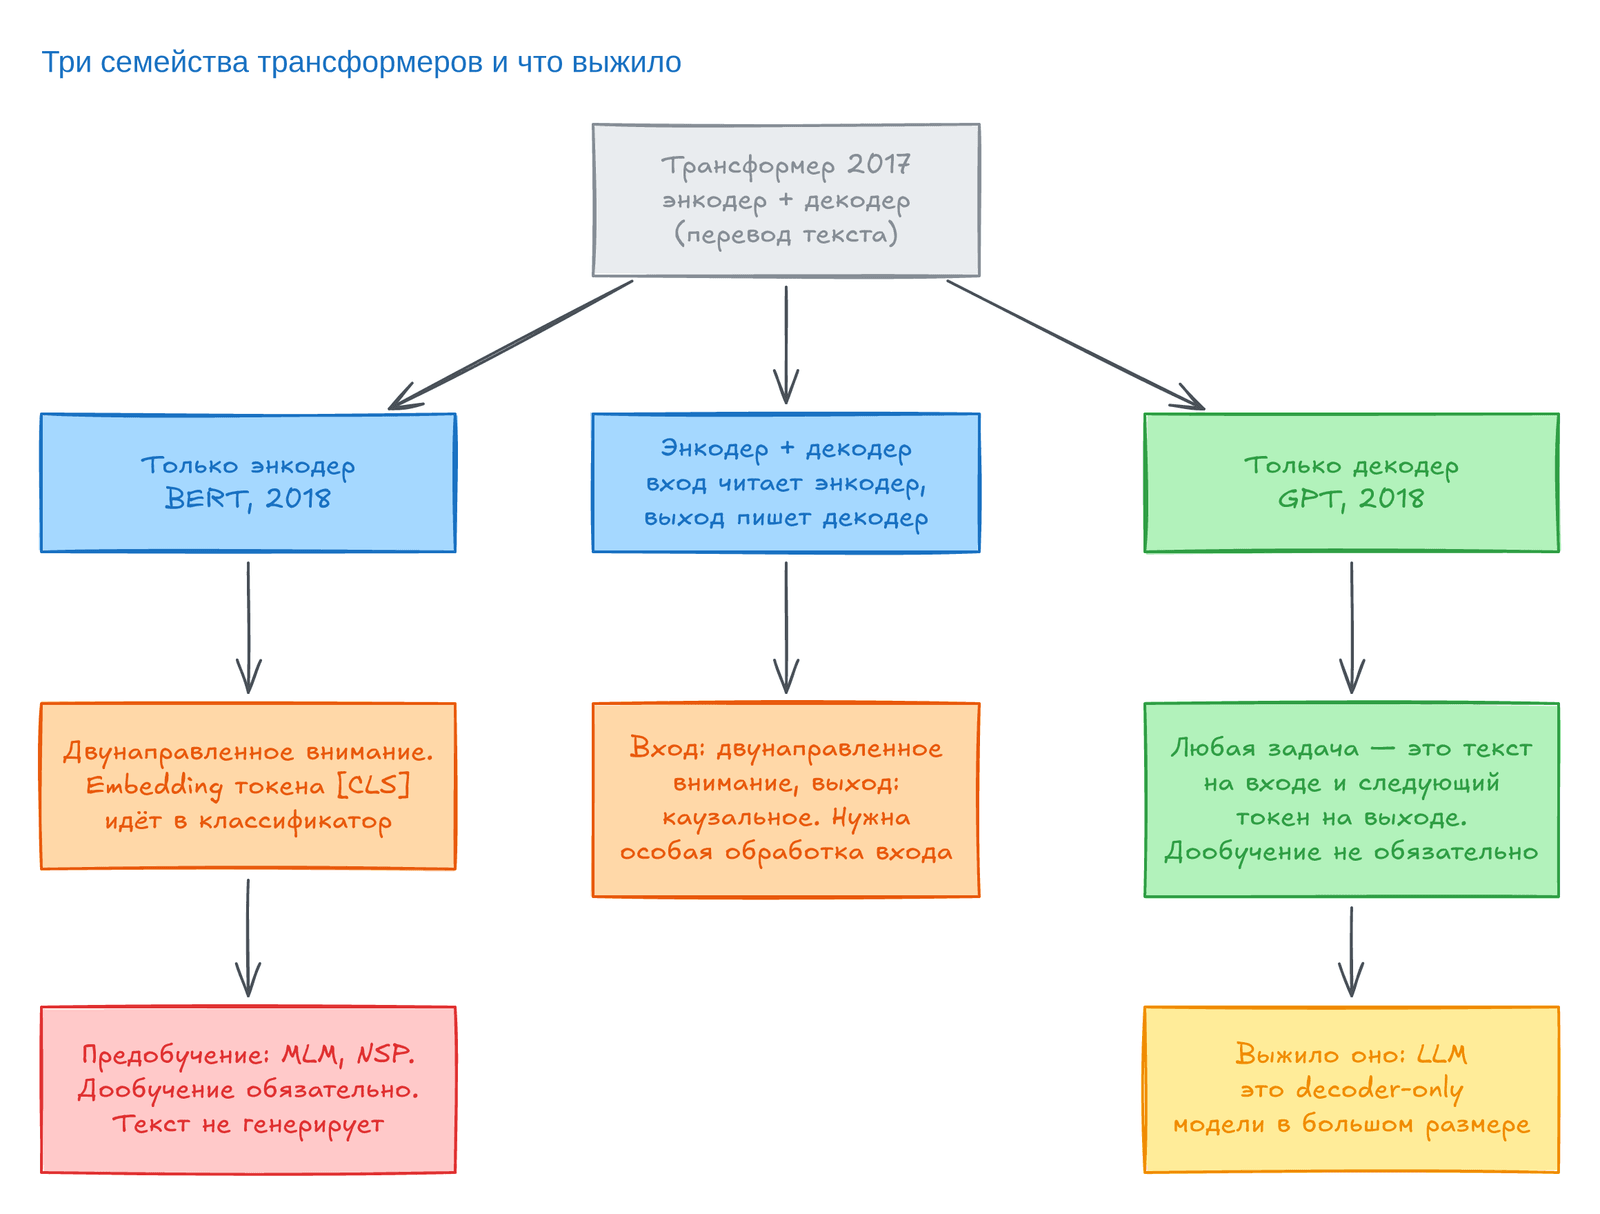 Три семейства трансформеров и что выжило
Трансформер 2017
энкодер + декодер
(перевод текста)
Только энкодер
BERT, 2018
Энкодер + декодер
вход читает энкодер,
выход пишет декодер
Только декодер
GPT, 2018
Двунаправленное внимание.
Embedding токена [CLS]
идёт в классификатор
Вход: двунаправленное
внимание, выход:
каузальное. Нужна
особая обработка входа
Любая задача — это текст
на входе и следующий
токен на выходе.
Дообучение не обязательно
Предобучение: MLM, NSP.
Дообучение обязательно.
Текст не генерирует
Выжило оно: LLM
это decoder-only
модели в большом размере